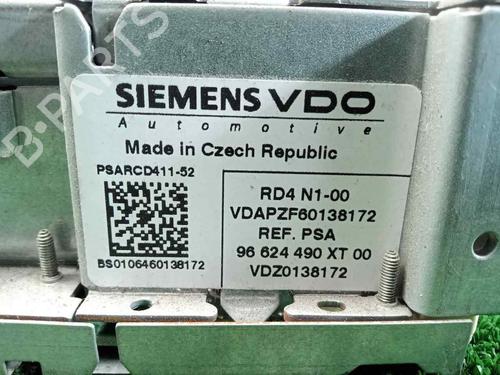 SIEMENS VDO
Automotive
Made in Czech Republic
PSARCD411-52
RD4 N1-00
VDAPZF60138172
REF. PSA
96 624 490 XT 00
VDZ0138172
BS0106460138172
B-PARTS